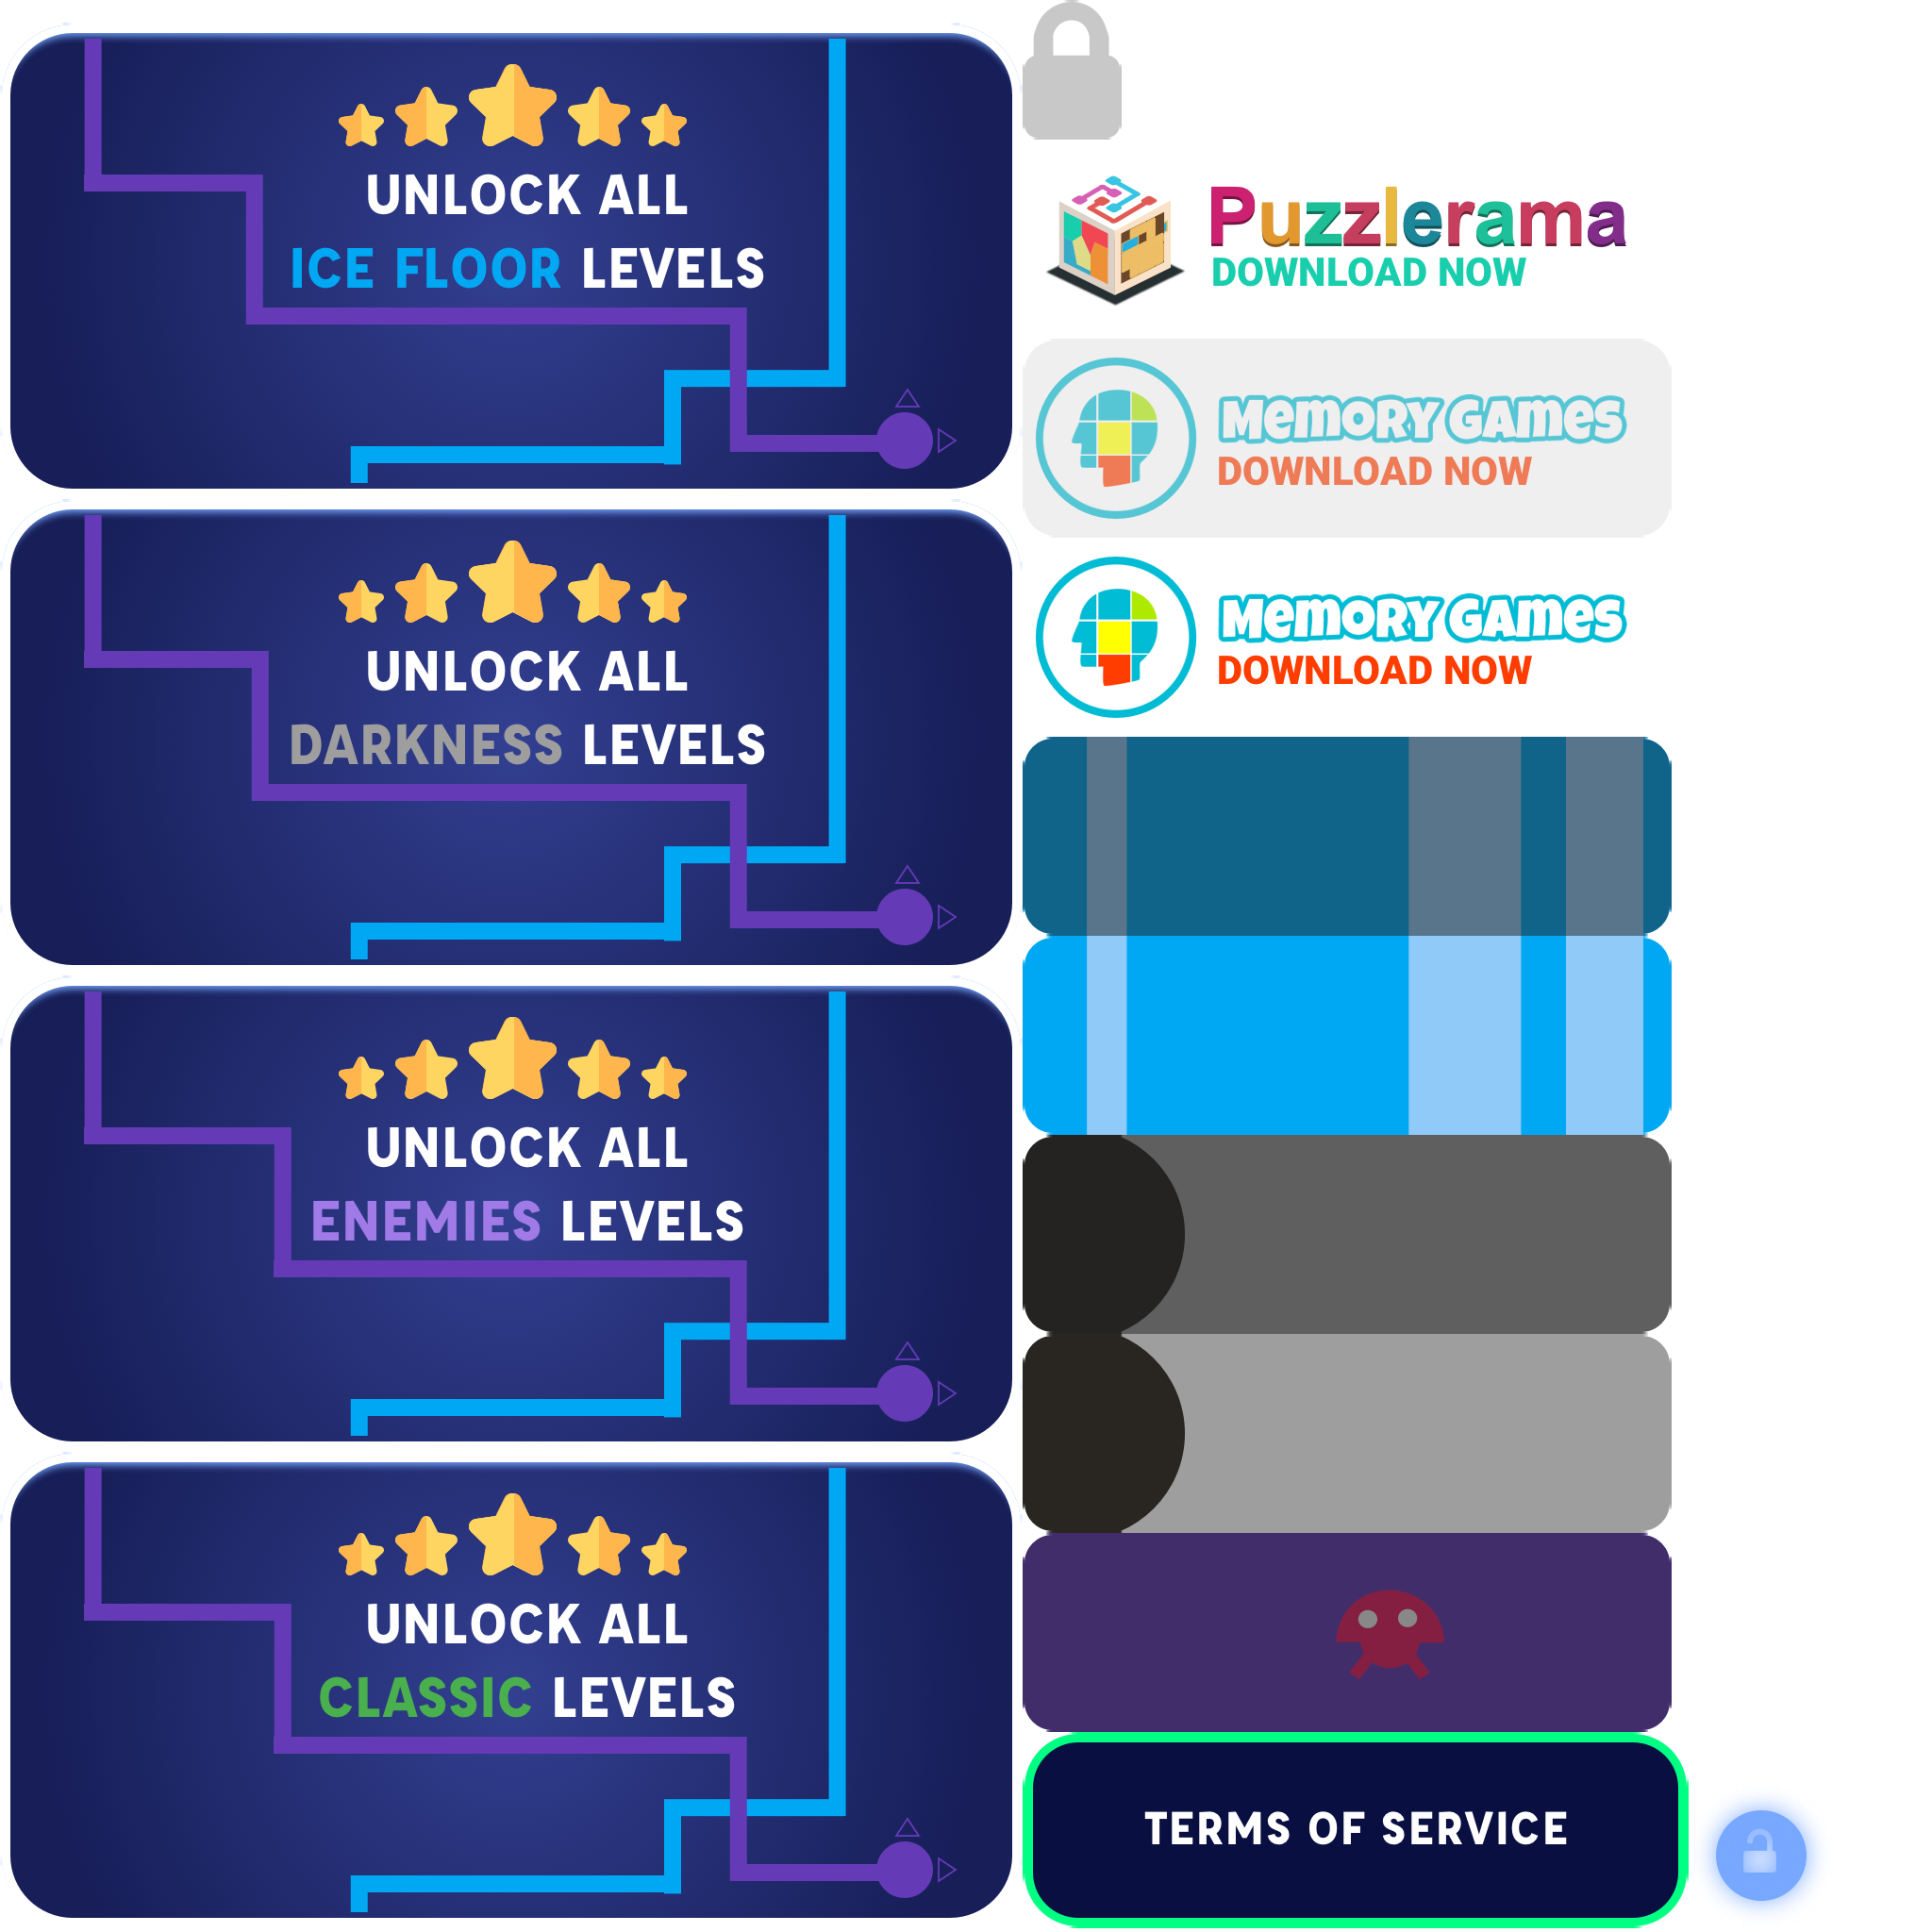 UNLOCK ALL
ICE FLOOR LEVELS
UNLOCK ALL
DARKNESS LEVELS
UNLOCK ALL
ENEMIES LEVELS
UNLOCK ALL
CLASSIC LEVELS
Puzzlerama
DOWNLOAD NOW
MeMORY GAMes
DOWNLOAD NOW
MeMORY GAMes
DOWNLOAD NOW
TERMS OF SERVICE